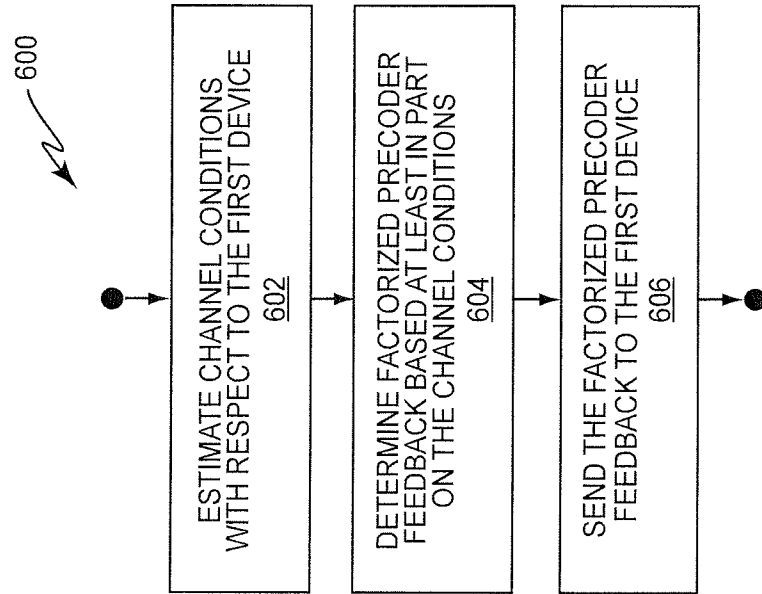 600
ESTIMATE CHANNEL CONDITIONS
WITH RESPECT TO THE FIRST DEVICE
602
DETERMINE FACTORIZED PRECODER
FEEDBACK BASED AT LEAST IN PART
ON THE CHANNEL CONDITIONS
604
SEND THE FACTORIZED PRECODER
FEEDBACK TO THE FIRST DEVICE
606